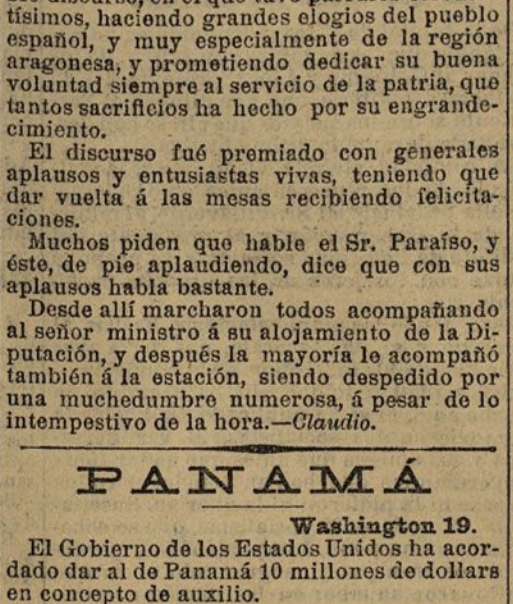 tísimos, haciendo grandes elogios del pueblo
español, y muy especialmente de la región
aragonesa, y prometiendo dedicar su buena
voluntad siempre al servicio de la patria, que
tantos sacrificios ha hecho por su engrande-
cimiento.
El discurso fué premiado con generales
aplausos y entusiastas vivas, teniendo que
dar vuelta á las mesas recibiendo felicita-
ciones.
Muchos piden que hable el Sr. Paraíso, y
éste, de pie aplaudiendo, dice que con sus
aplausos habla bastante.
Desde allí marcharon todos acompañando
al señor ministro á su alojamiento de la Di-
putación, y después la mayoría le acompañó
también á la estación, siendo despedido por
una muchedumbre numerosa, á pesar de lo
intempestivo de la hora.—Claudio.
PANAMÁ
Washington 19.
El Gobierno de los Estados Unidos ha acor-
dado dar al de Panamá 10 millones de dollars
en concepto de auxilio.